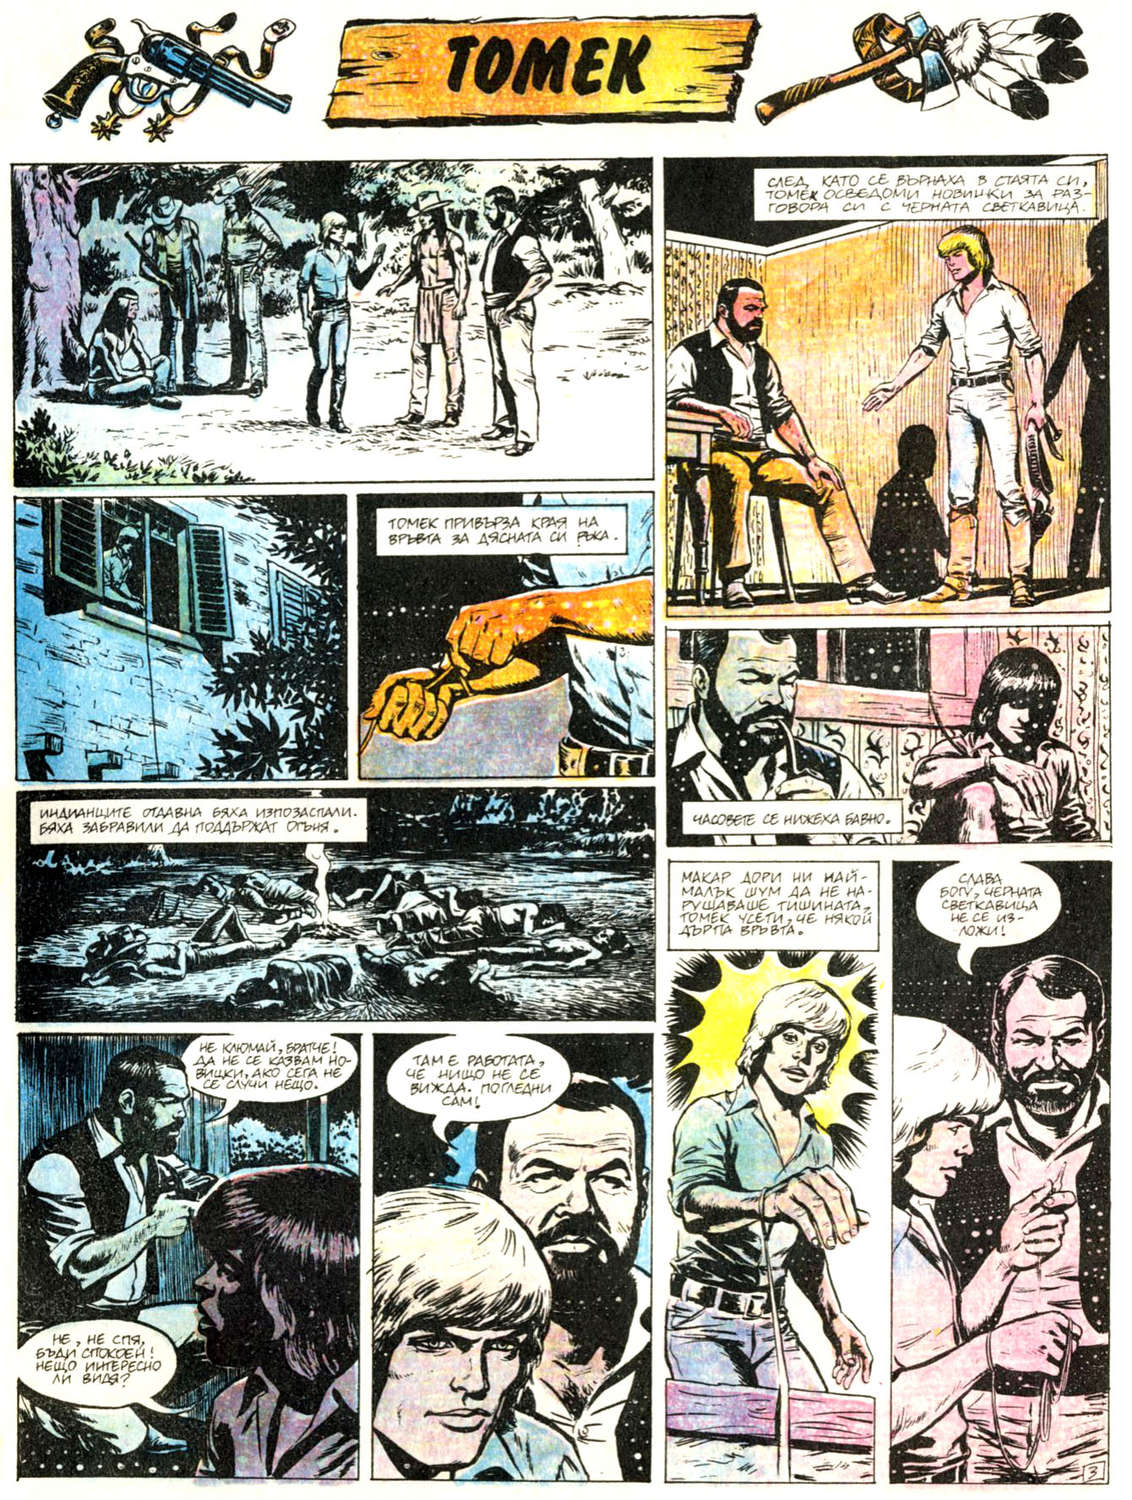 ТОМЕК
СЛЕД КАТО СЕ ВЪРНАХА В СТАЯТА СИ,
ТОМЕК ОСВЕДОМИ НОВИЦКИ ЗА РАЗ-
ГОВОРА СИ С ЧЕРНАТА СВЕТКАВИЦА.
ТОМЕК ПРИВЪРЗА КРАЯ НА
ВРЪВТА ЗА ДЯСНАТА СИ РЪКА.
ЧАСОВЕТЕ СЕ НИЖЕХА БАВНО.
ИНДИАНЦИТЕ ОТДАВНА БЯХА ИЗПОЗАСПАЛИ.
БЯХА ЗАБРАВИЛИ ДА ПОДДЪРЖАТ ОГЪНЯ.
НЕ КЛЮМАЙ, БРАТЧЕ!
ДА НЕ СЕ КАЗВАМ НО-
ВИЦКИ, АКО СЕГА НЕ
СЕ СЛУЧИ НЕЩО.
НЕ, НЕ СПЯ,
БЪДИ СПОКОЕН!
НЕЩО ИНТЕРЕСНО
ЛИ ВИДЯ?
ТАМ Е РАБОТАТА,
ЧЕ НИЩО НЕ СЕ
ВИЖДА. ПОГЛЕДНИ
САМ!
МАКАР ДОРИ НИ НАЙ-
МАЛЪК ШУМ ДА НЕ НА-
РУШАВАШЕ ТИШИНАТА,
ТОМЕК УСЕТИ, ЧЕ НЯКОЙ
ДЪРПА ВРЪВТА.
СЛАВА
БОГУ, ЧЕРНАТА
СВЕТКАВИЦА
НЕ СЕ ИЗ-
ЛОЖИ!
3